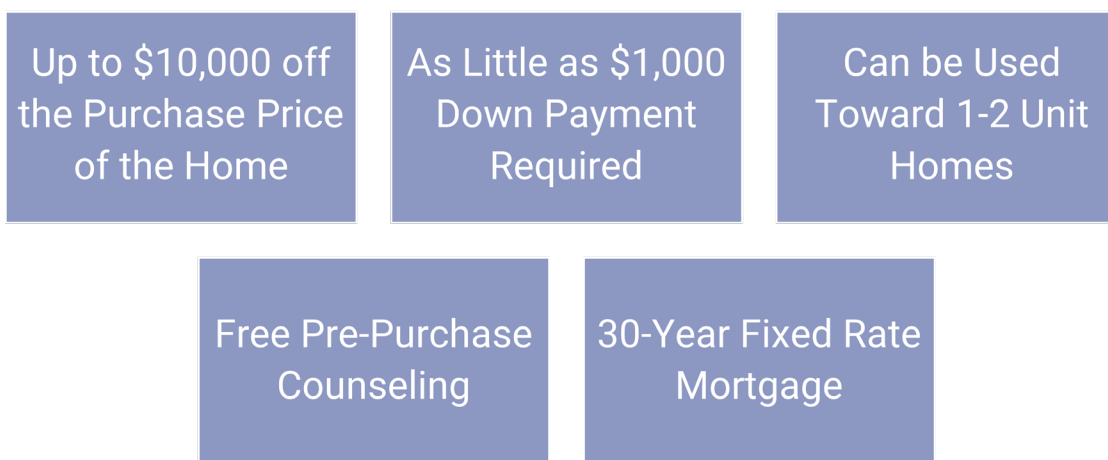 Up to $10,000 off
the Purchase Price
of the Home
As Little as $1,000
Down Payment
Required
Can be Used
Toward 1-2 Unit
Homes
Free Pre-Purchase
Counseling
30-Year Fixed Rate
Mortgage